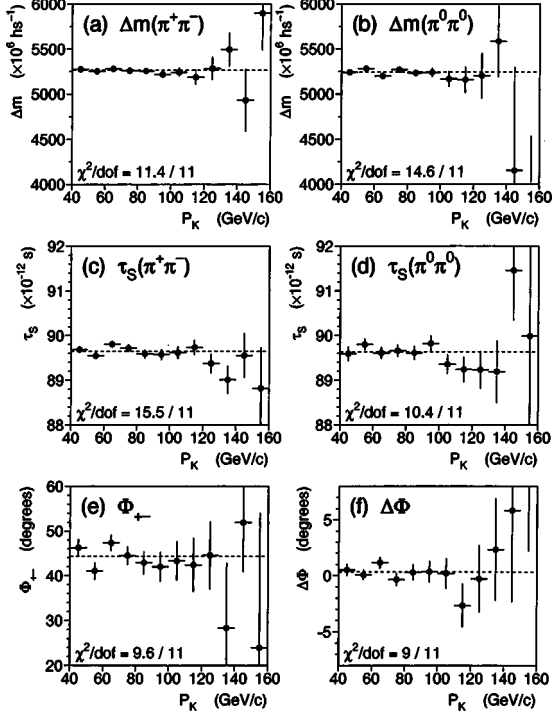 (a) Δm(π⁺π⁻)
Δm (×10⁶ ħs⁻¹)
6000
5500
5000
4500
4000
χ²/dof = 11.4 / 11
40 60 80 100 120 140 160
P_K (GeV/c)
(b) Δm(π⁰π⁰)
Δm (×10⁶ ħs⁻¹)
6000
5500
5000
4500
4000
χ²/dof = 14.6 / 11
40 60 80 100 120 140 160
P_K (GeV/c)
(c) τ_S(π⁺π⁻)
τ_S (×10⁻¹² s)
92
91
90
89
88
χ²/dof = 15.5 / 11
40 60 80 100 120 140 160
P_K (GeV/c)
(d) τ_S(π⁰π⁰)
τ_S (×10⁻¹² s)
92
91
90
89
88
χ²/dof = 10.4 / 11
40 60 80 100 120 140 160
P_K (GeV/c)
(e) Φ₊₋
Φ₊₋ (degrees)
60
50
40
30
20
χ²/dof = 9.6 / 11
40 60 80 100 120 140 160
P_K (GeV/c)
(f) ΔΦ
ΔΦ (degrees)
5
0
-5
χ²/dof = 9 / 11
40 60 80 100 120 140 160
P_K (GeV/c)